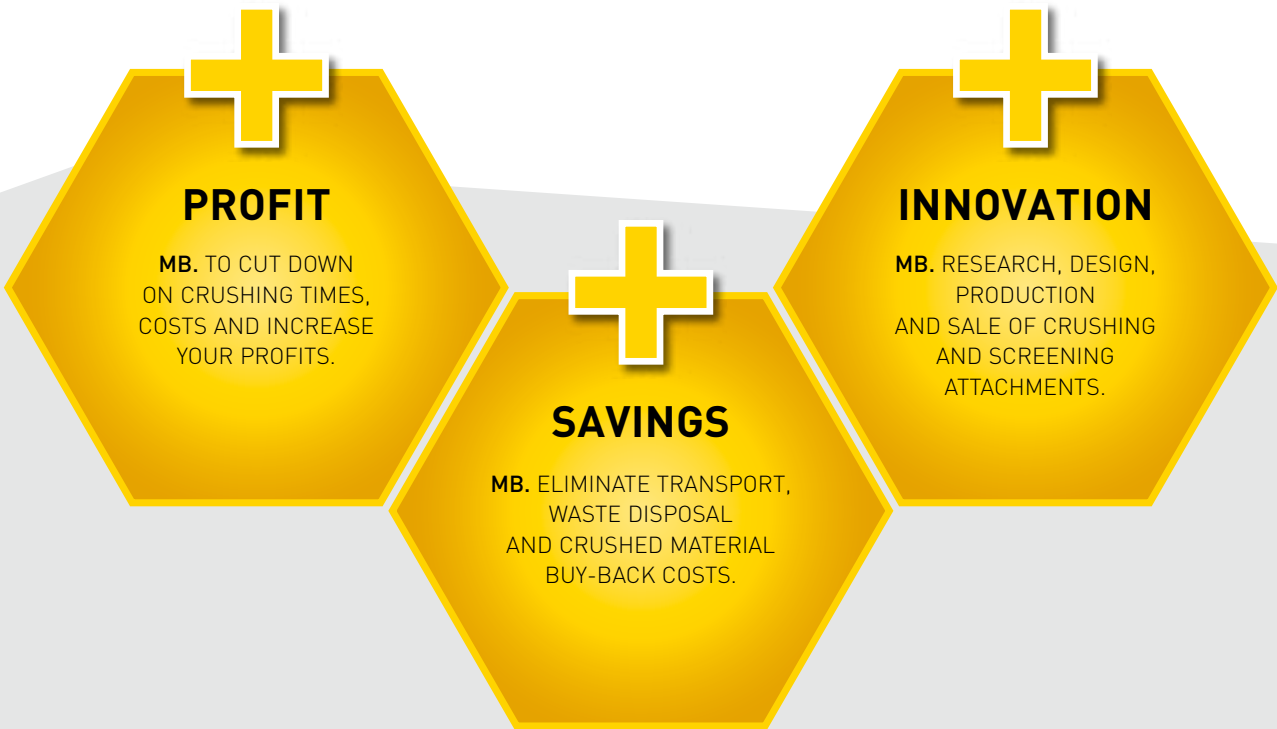 PROFIT
MB. TO CUT DOWN
ON CRUSHING TIMES,
COSTS AND INCREASE
YOUR PROFITS.
SAVINGS
MB. ELIMINATE TRANSPORT,
WASTE DISPOSAL
AND CRUSHED MATERIAL
BUY-BACK COSTS.
INNOVATION
MB. RESEARCH, DESIGN,
PRODUCTION
AND SALE OF CRUSHING
AND SCREENING
ATTACHMENTS.